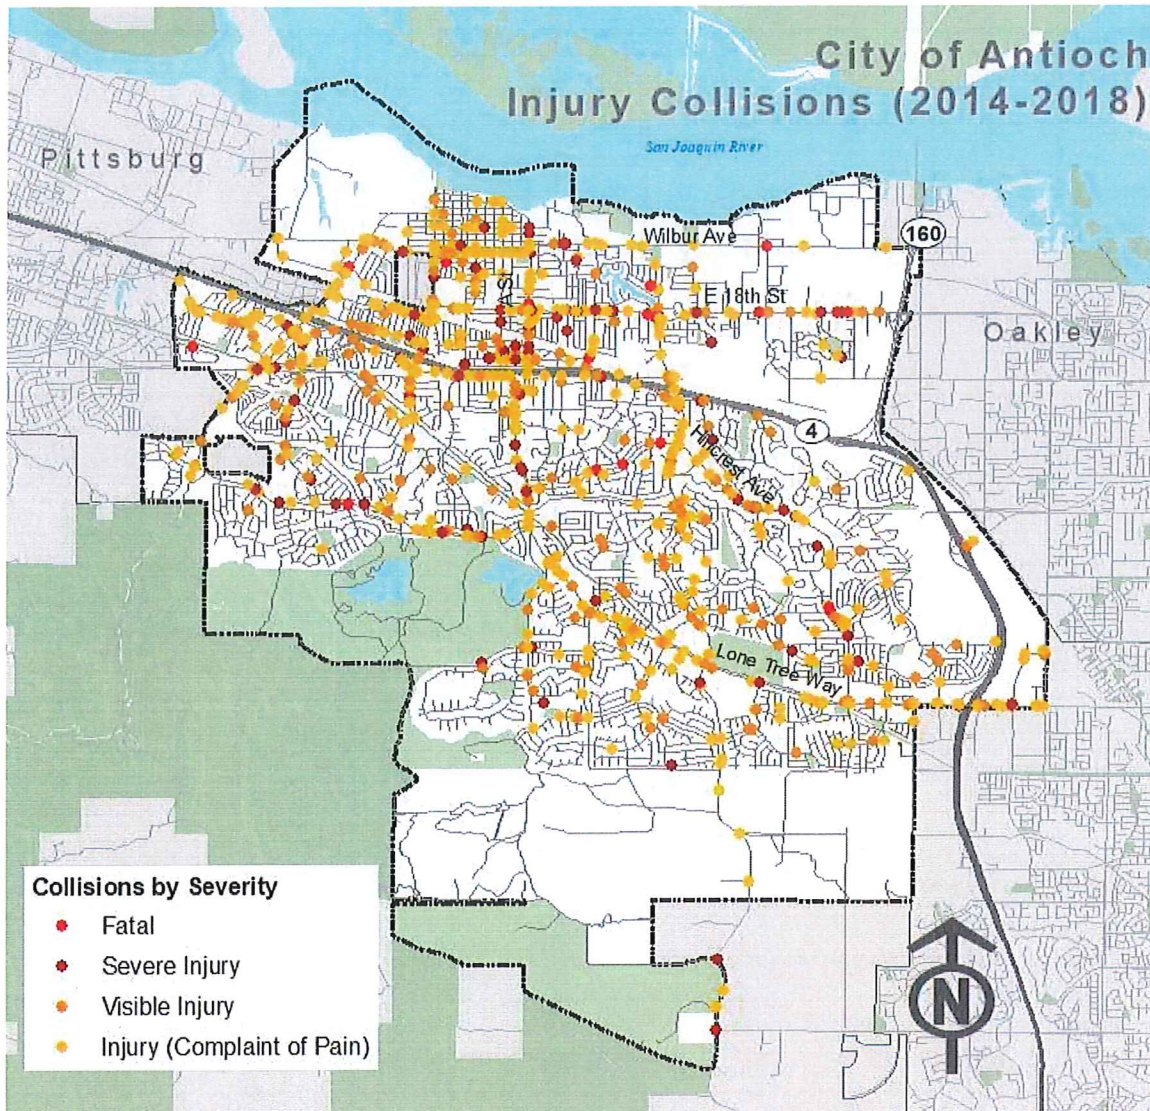 City of Antioch
Injury Collisions (2014-2018)
Pittsburg
San Joaquin River
Wilbur Ave
160
A St
E 18th St
Oakley
4
Hillcrest Ave
Lone Tree Way
Collisions by Severity
Fatal
Severe Injury
Visible Injury
Injury (Complaint of Pain)
N